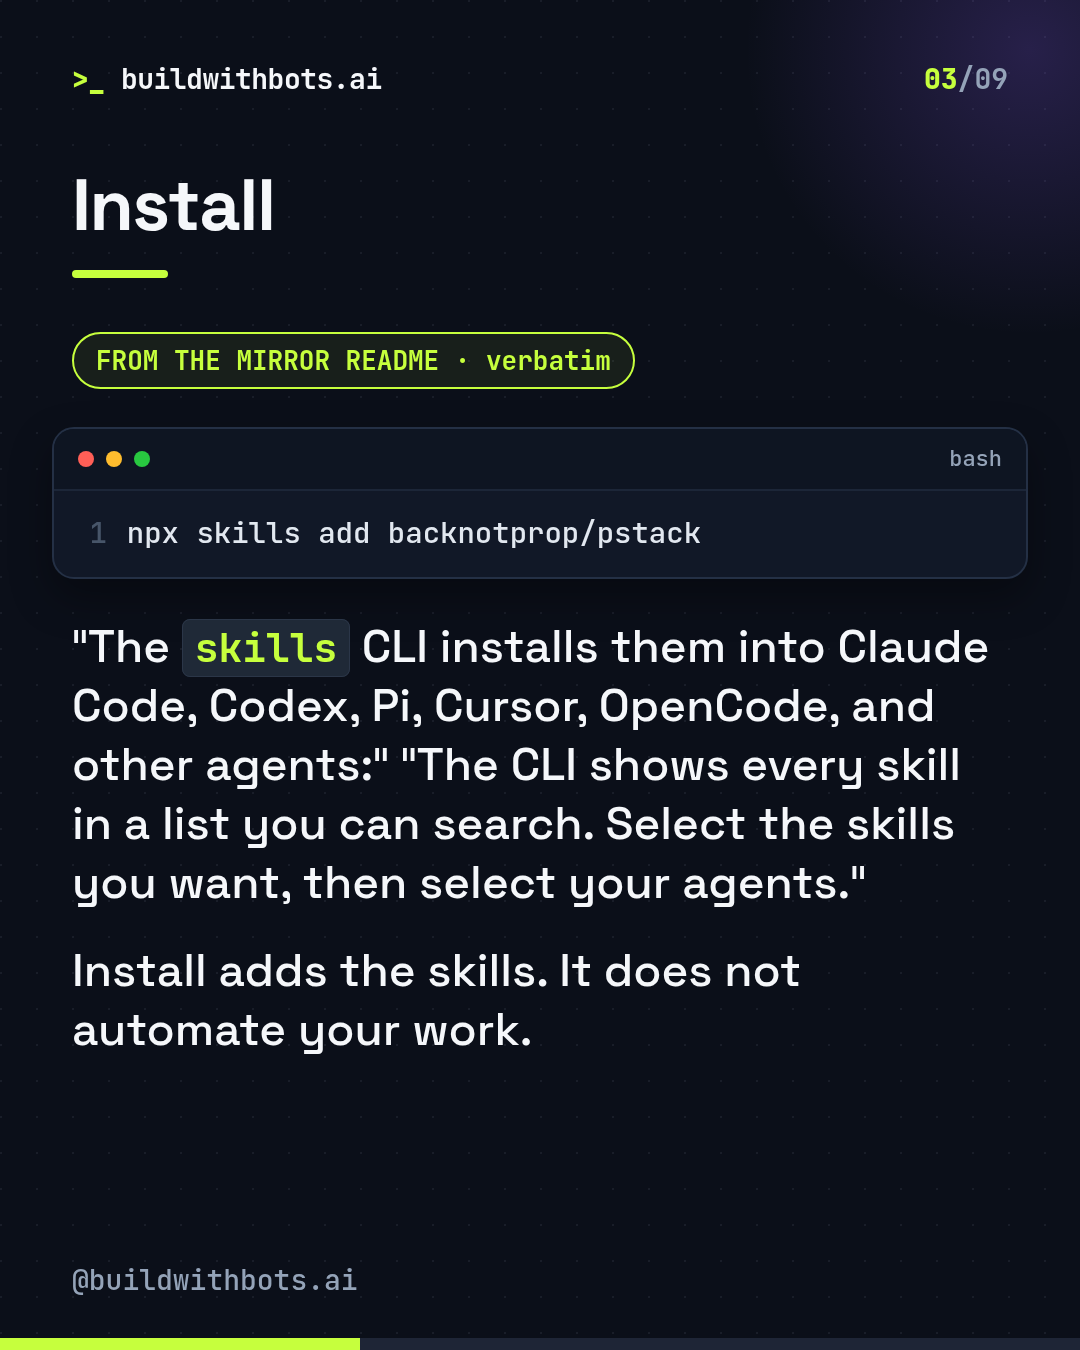 >_ buildwithbots.ai
03/09
Install
FROM THE MIRROR README · verbatim
bash
1 npx skills add backnotprop/pstack
"The skills CLI installs them into Claude
Code, Codex, Pi, Cursor, OpenCode, and
other agents:" "The CLI shows every skill
in a list you can search. Select the skills
you want, then select your agents."
Install adds the skills. It does not
automate your work.
@buildwithbots.ai